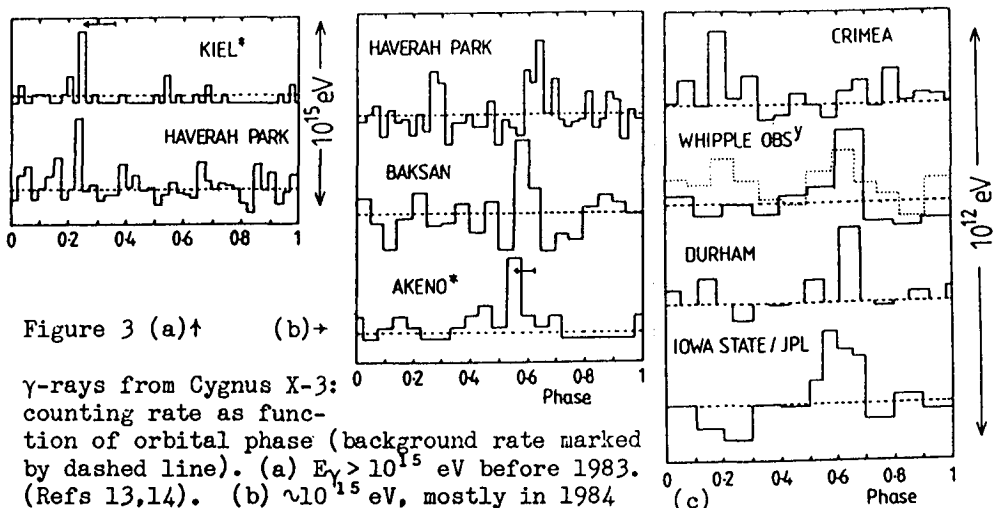 KIEL*
HAVERAH PARK
10^15 eV
0 0·2 0·4 0·6 0·8 1
HAVERAH PARK
BAKSAN
AKENO*
0 0·2 0·4 0·6 0·8 1
Phase
CRIMEA
WHIPPLE OBS^y
DURHAM
IOWA STATE / JPL
10^12 eV
0 0·2 0·4 0·6 0·8 1
(c) Phase
Figure 3 (a)↑ (b)→
γ-rays from Cygnus X-3:
counting rate as func-
tion of orbital phase (background rate marked
by dashed line). (a) Eγ > 10^15 eV before 1983.
(Refs 13,14). (b) ~10^15 eV, mostly in 1984